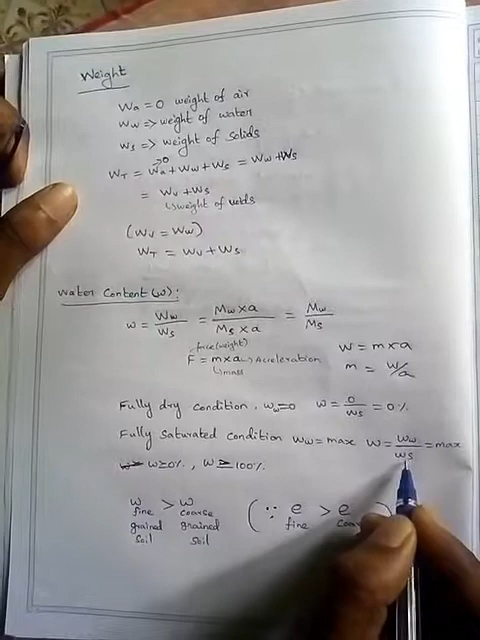 Weight
Wa = 0 weight of air
Ww => weight of water
Ws => weight of solids
WT = Wa→0 + Ww + Ws = Ww + Ws
= Wv + Ws
↳ weight of voids
(Wv = Ww)
WT = Wv + Ws
Water Content (w):
w = Ww/Ws = Mw×a/Ms×a = Mw/Ms
force(weight) W = m×a
F = m×a → Acceleration
↳ mass m = W/a
Fully dry condition. ww=0 w = 0/ws = 0%
Fully saturated condition ww = max w = ww/ws = max
w≥0%, w ≥ 100%
w fine grained soil > w coarse grained soil (∵ e fine > e